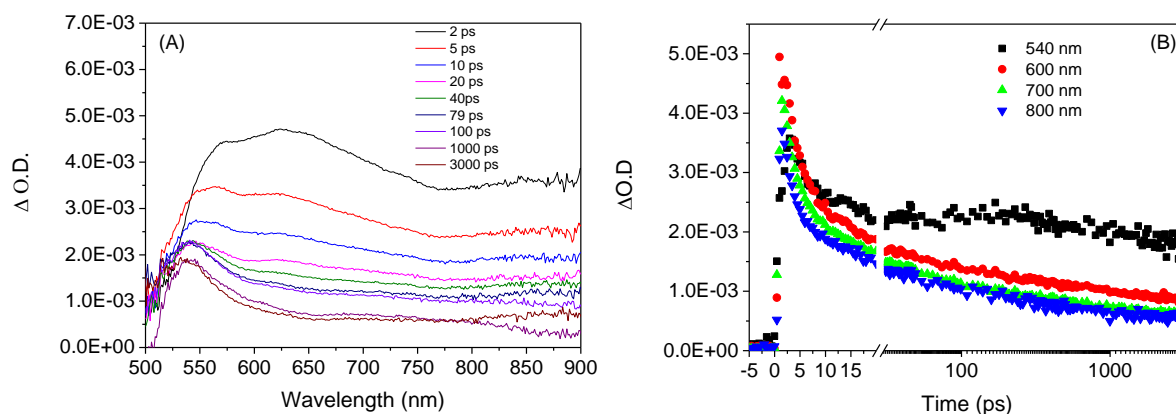 (A)
7.0E-03
6.0E-03
5.0E-03
4.0E-03
3.0E-03
2.0E-03
1.0E-03
0.0E+00
Δ O.D.
2 ps
5 ps
10 ps
20 ps
40ps
79 ps
100 ps
1000 ps
3000 ps
500 550 600 650 700 750 800 850 900
Wavelength (nm)
(B)
5.0E-03
4.0E-03
3.0E-03
2.0E-03
1.0E-03
0.0E+00
ΔO.D
540 nm
600 nm
700 nm
800 nm
-5 0 5 10 15 100 1000
Time (ps)